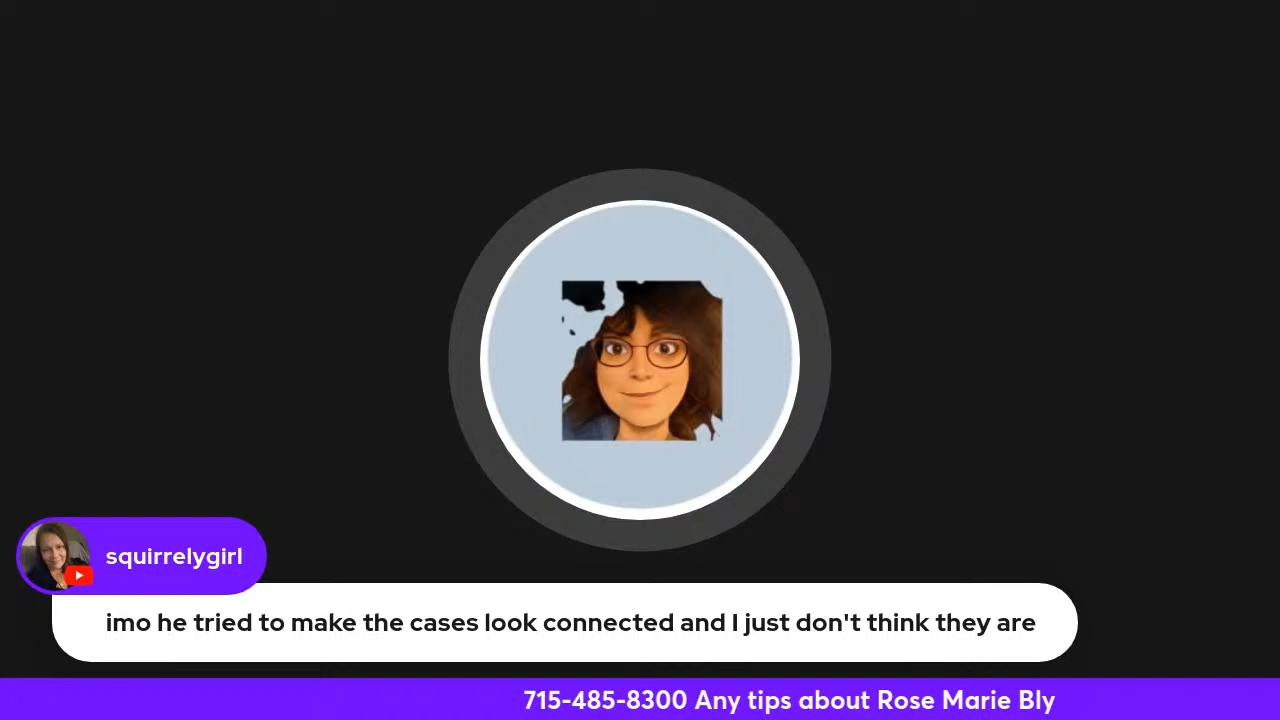 squirrelygirl
imo he tried to make the cases look connected and I just don't think they are
715-485-8300 Any tips about Rose Marie Bly